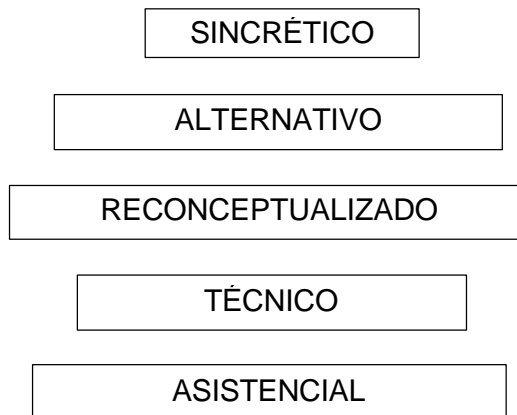 SINCRÉTICO
ALTERNATIVO
RECONCEPTUALIZADO
TÉCNICO
ASISTENCIAL